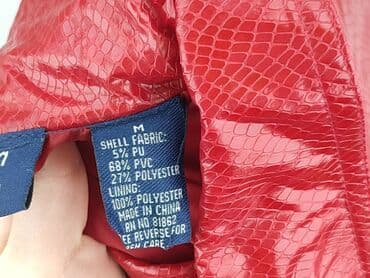 M
SHELL FABRIC:
5% PU
68% PVC
27% POLYESTER
LINING:
100% POLYESTER
MADE IN CHINA
RN NO 81862
EE REVERSE FOR
CARE